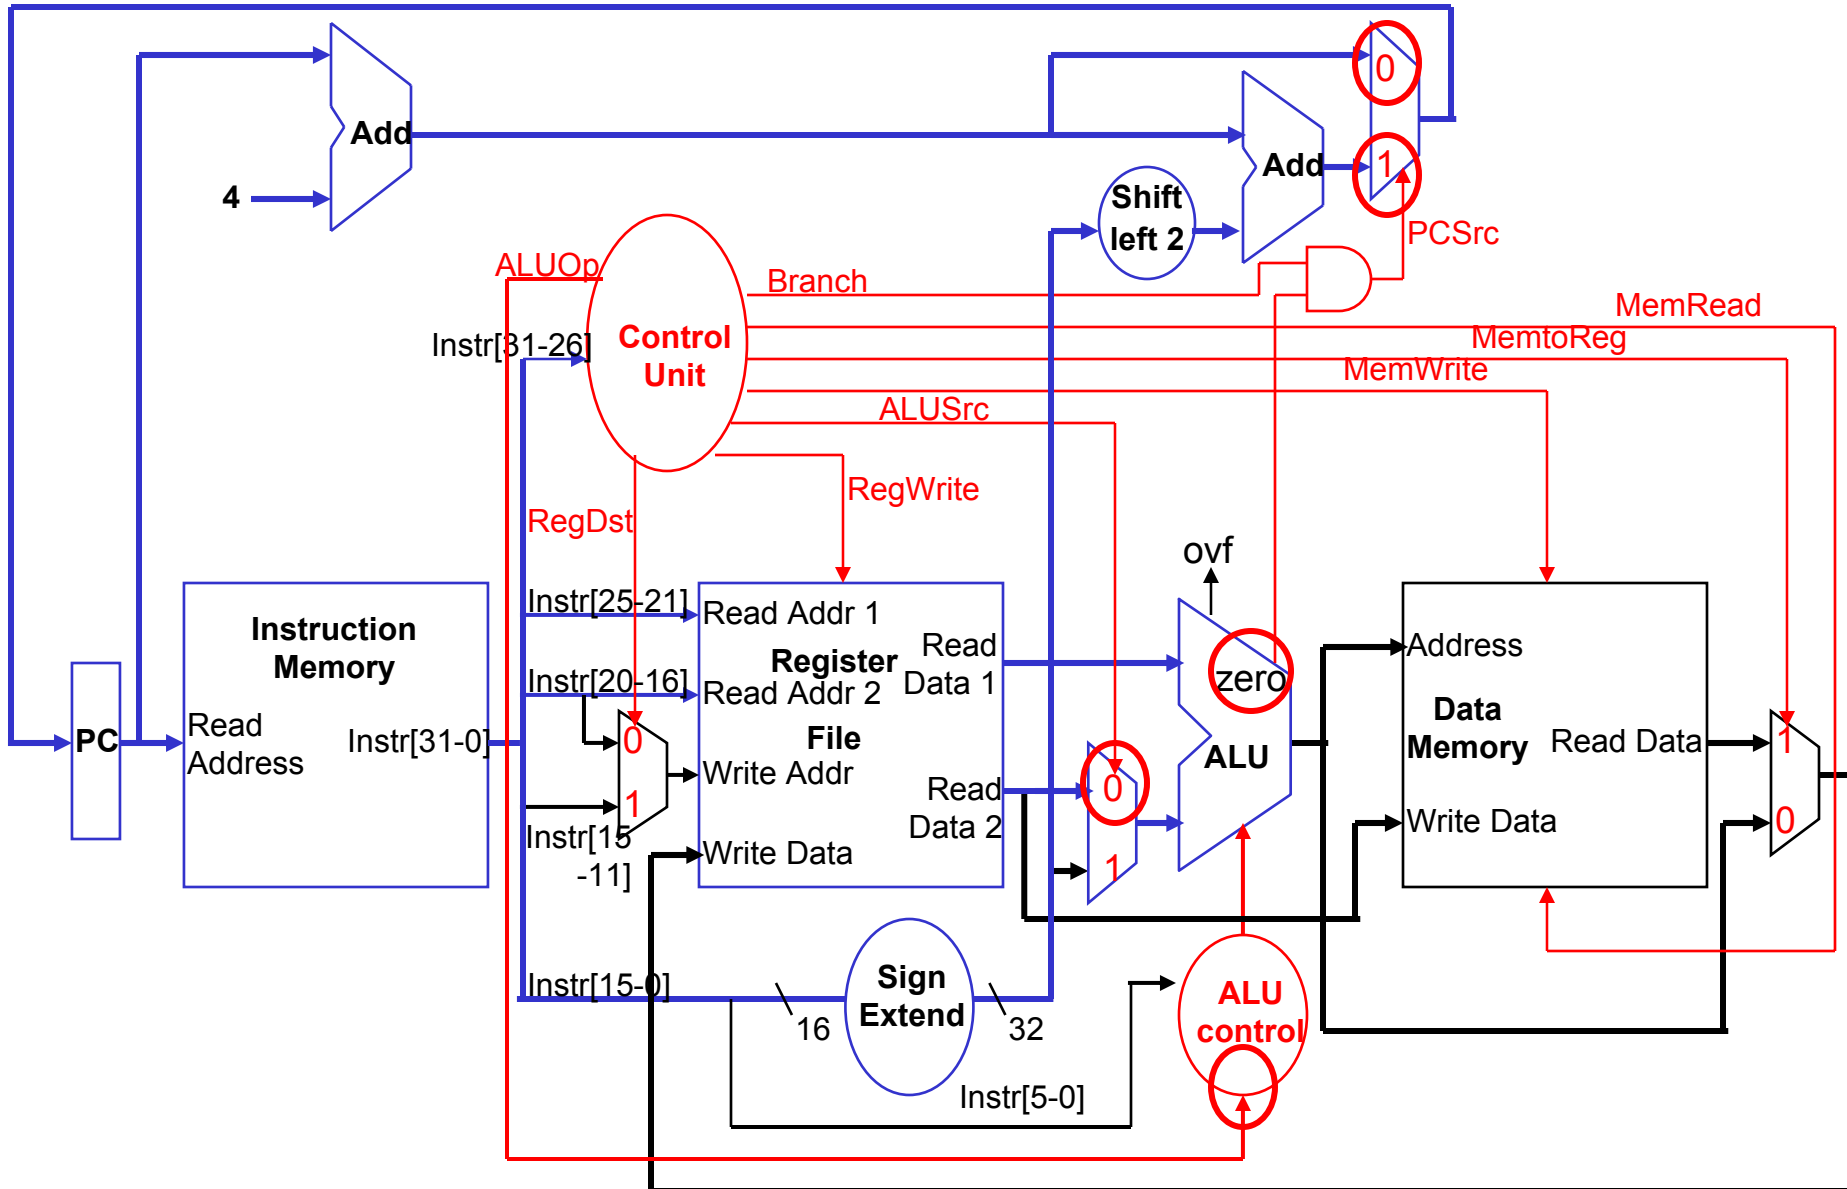 0
Add
1
Add
4
Shift
left 2
PCSrc
ALUOp
Branch
MemRead
Instr[31-26]
Control
Unit
MemtoReg
MemWrite
ALUSrc
RegWrite
RegDst
ovf
Instr[25-21]
Read Addr 1
Instruction
Memory
Read
Data 1
Register
Address
zero
Instr[20-16]
Read Addr 2
Data
Memory
PC
Read
Address
Instr[31-0]
0
File
Read Data
1
Write Addr
ALU
0
Read
Data 2
1
Instr[15
-11]
Write Data
1
Write Data
0
Instr[15-0]
Sign
Extend
16
32
ALU
control
Instr[5-0]